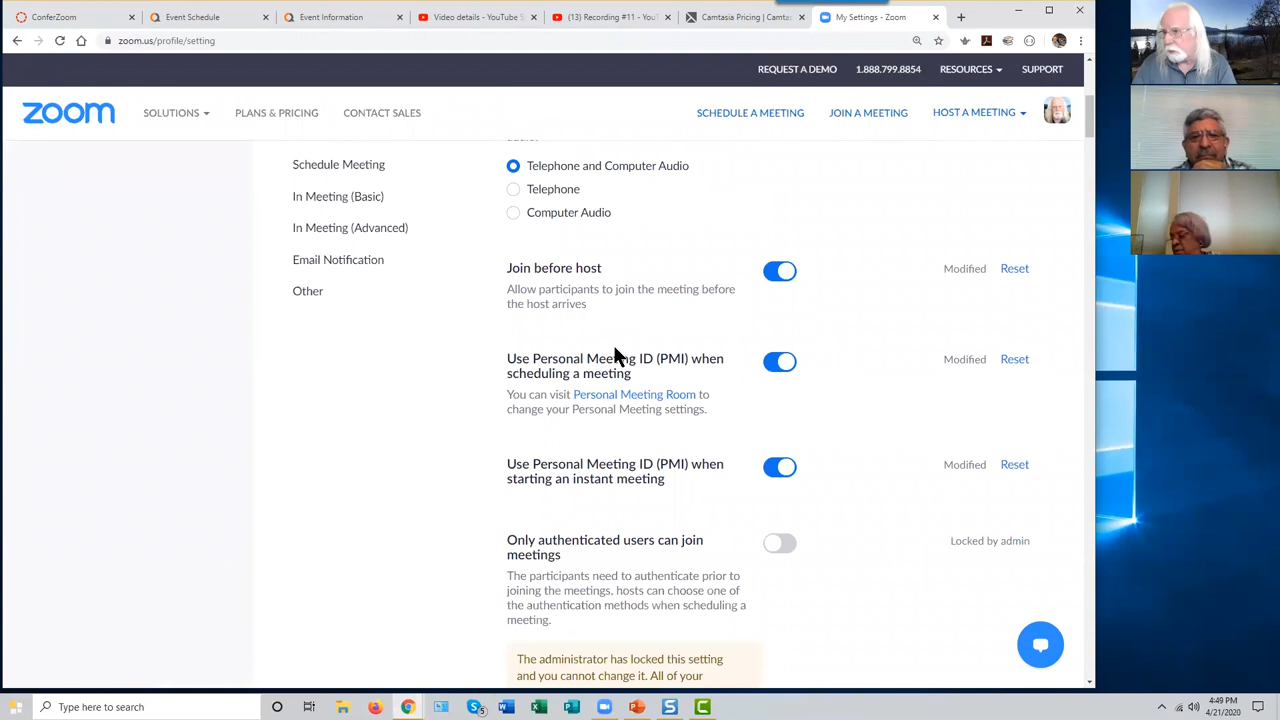 ConferZoom
Event Schedule
Event Information
Video details - YouTube S
(13) Recording #11 - You
Camtasia Pricing | Camta
My Settings - Zoom
zoom.us/profile/setting
REQUEST A DEMO 1.888.799.8854 RESOURCES SUPPORT
zoom SOLUTIONS PLANS & PRICING CONTACT SALES SCHEDULE A MEETING JOIN A MEETING HOST A MEETING
Schedule Meeting
In Meeting (Basic)
In Meeting (Advanced)
Email Notification
Other
Telephone and Computer Audio
Telephone
Computer Audio
Join before host Modified Reset
Allow participants to join the meeting before
the host arrives
Use Personal Meeting ID (PMI) when Modified Reset
scheduling a meeting
You can visit Personal Meeting Room to
change your Personal Meeting settings.
Use Personal Meeting ID (PMI) when Modified Reset
starting an instant meeting
Only authenticated users can join Locked by admin
meetings
The participants need to authenticate prior to
joining the meetings, hosts can choose one of
the authentication methods when scheduling a
meeting.
The administrator has locked this setting
and you cannot change it. All of your
Type here to search
5
4:49 PM
4/21/2020